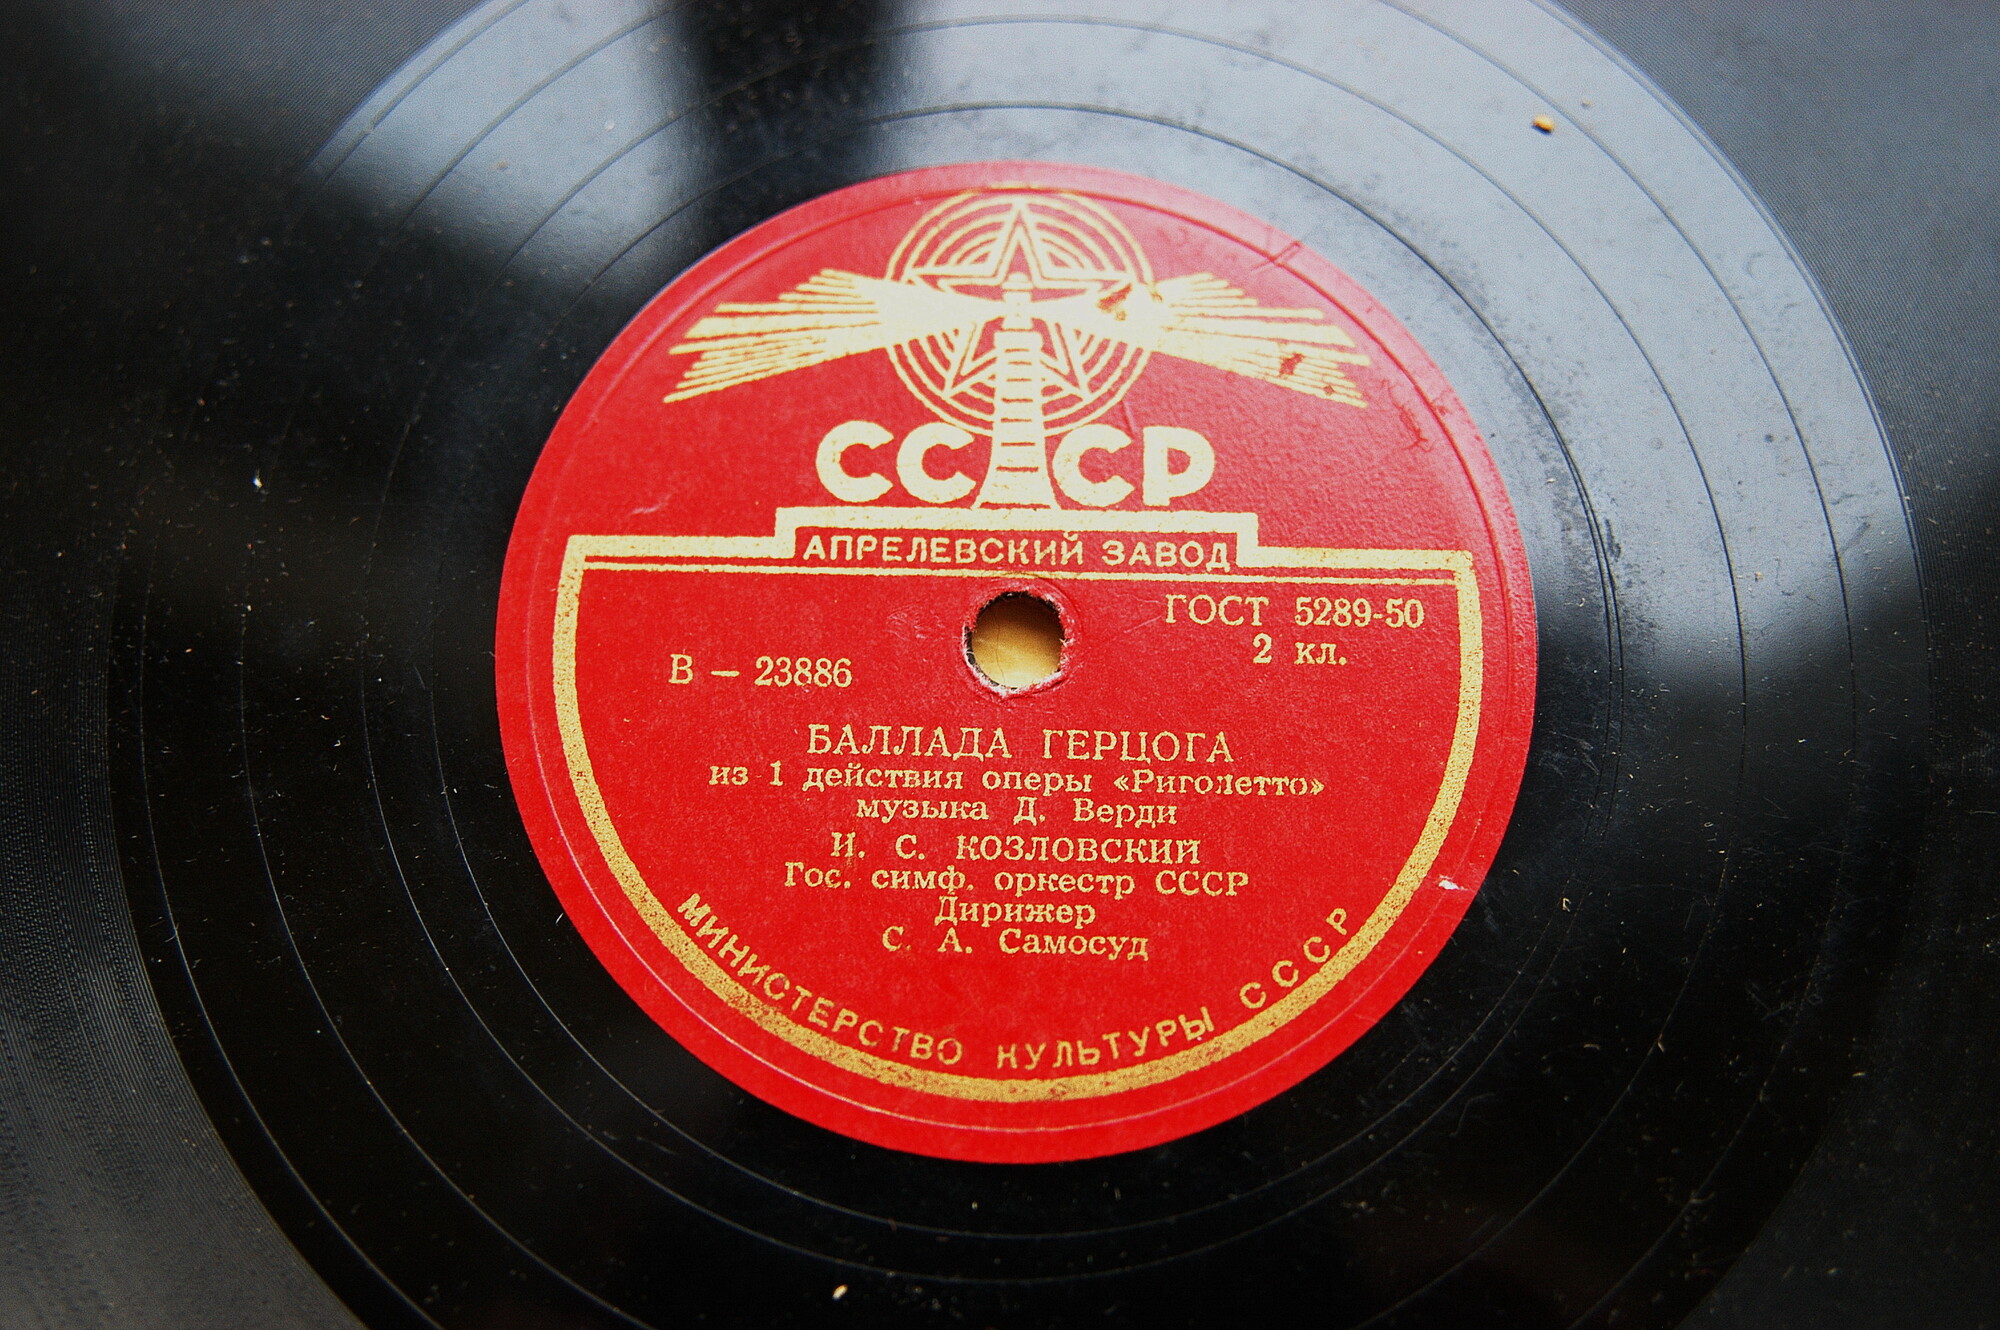 СССР
АПРЕЛЕВСКИЙ ЗАВОД
ГОСТ 5289-50
2 кл.
В – 23886
БАЛЛАДА ГЕРЦОГА
из 1 действия оперы «Риголетто»
музыка Д. Верди
И. С. КОЗЛОВСКИЙ
Гос. симф. оркестр СССР
Дирижер
С. А. Самосуд
МИНИСТЕРСТВО КУЛЬТУРЫ СССР